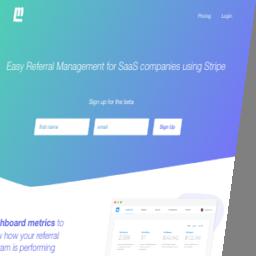 Pricing Login
Easy Referral Management for SaaS companies using Stripe
Sign up for the beta
first name email Sign Up
hboard metrics to
how your referral
am is performing